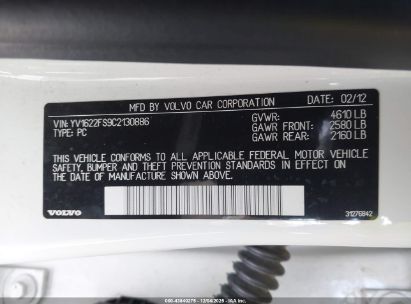 MFD BY VOLVO CAR CORPORATION DATE: 02/12
VIN: YV1622FS9C2130886 GVWR: 4610 LB
TYPE: PC GAWR FRONT: 2580 LB
GAWR REAR: 2160 LB
THIS VEHICLE CONFORMS TO ALL APPLICABLE FEDERAL MOTOR VEHICLE
SAFETY, BUMPER AND THEFT PREVENTION STANDARDS IN EFFECT ON
THE DATE OF MANUFACTURE SHOWN ABOVE.
VOLVO 31276842